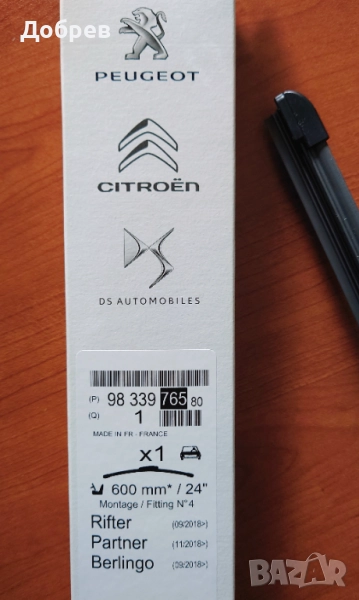 Добрев
PEUGEOT
CITROËN
DS AUTOMOBILES
(P) 98 339 765 80
(Q) 1
MADE IN FR - FRANCE
x1
600 mm* / 24"
Montage / Fitting N°4
Rifter (09/2018>)
Partner (11/2018>)
Berlingo (09/2018>)
BAZAR